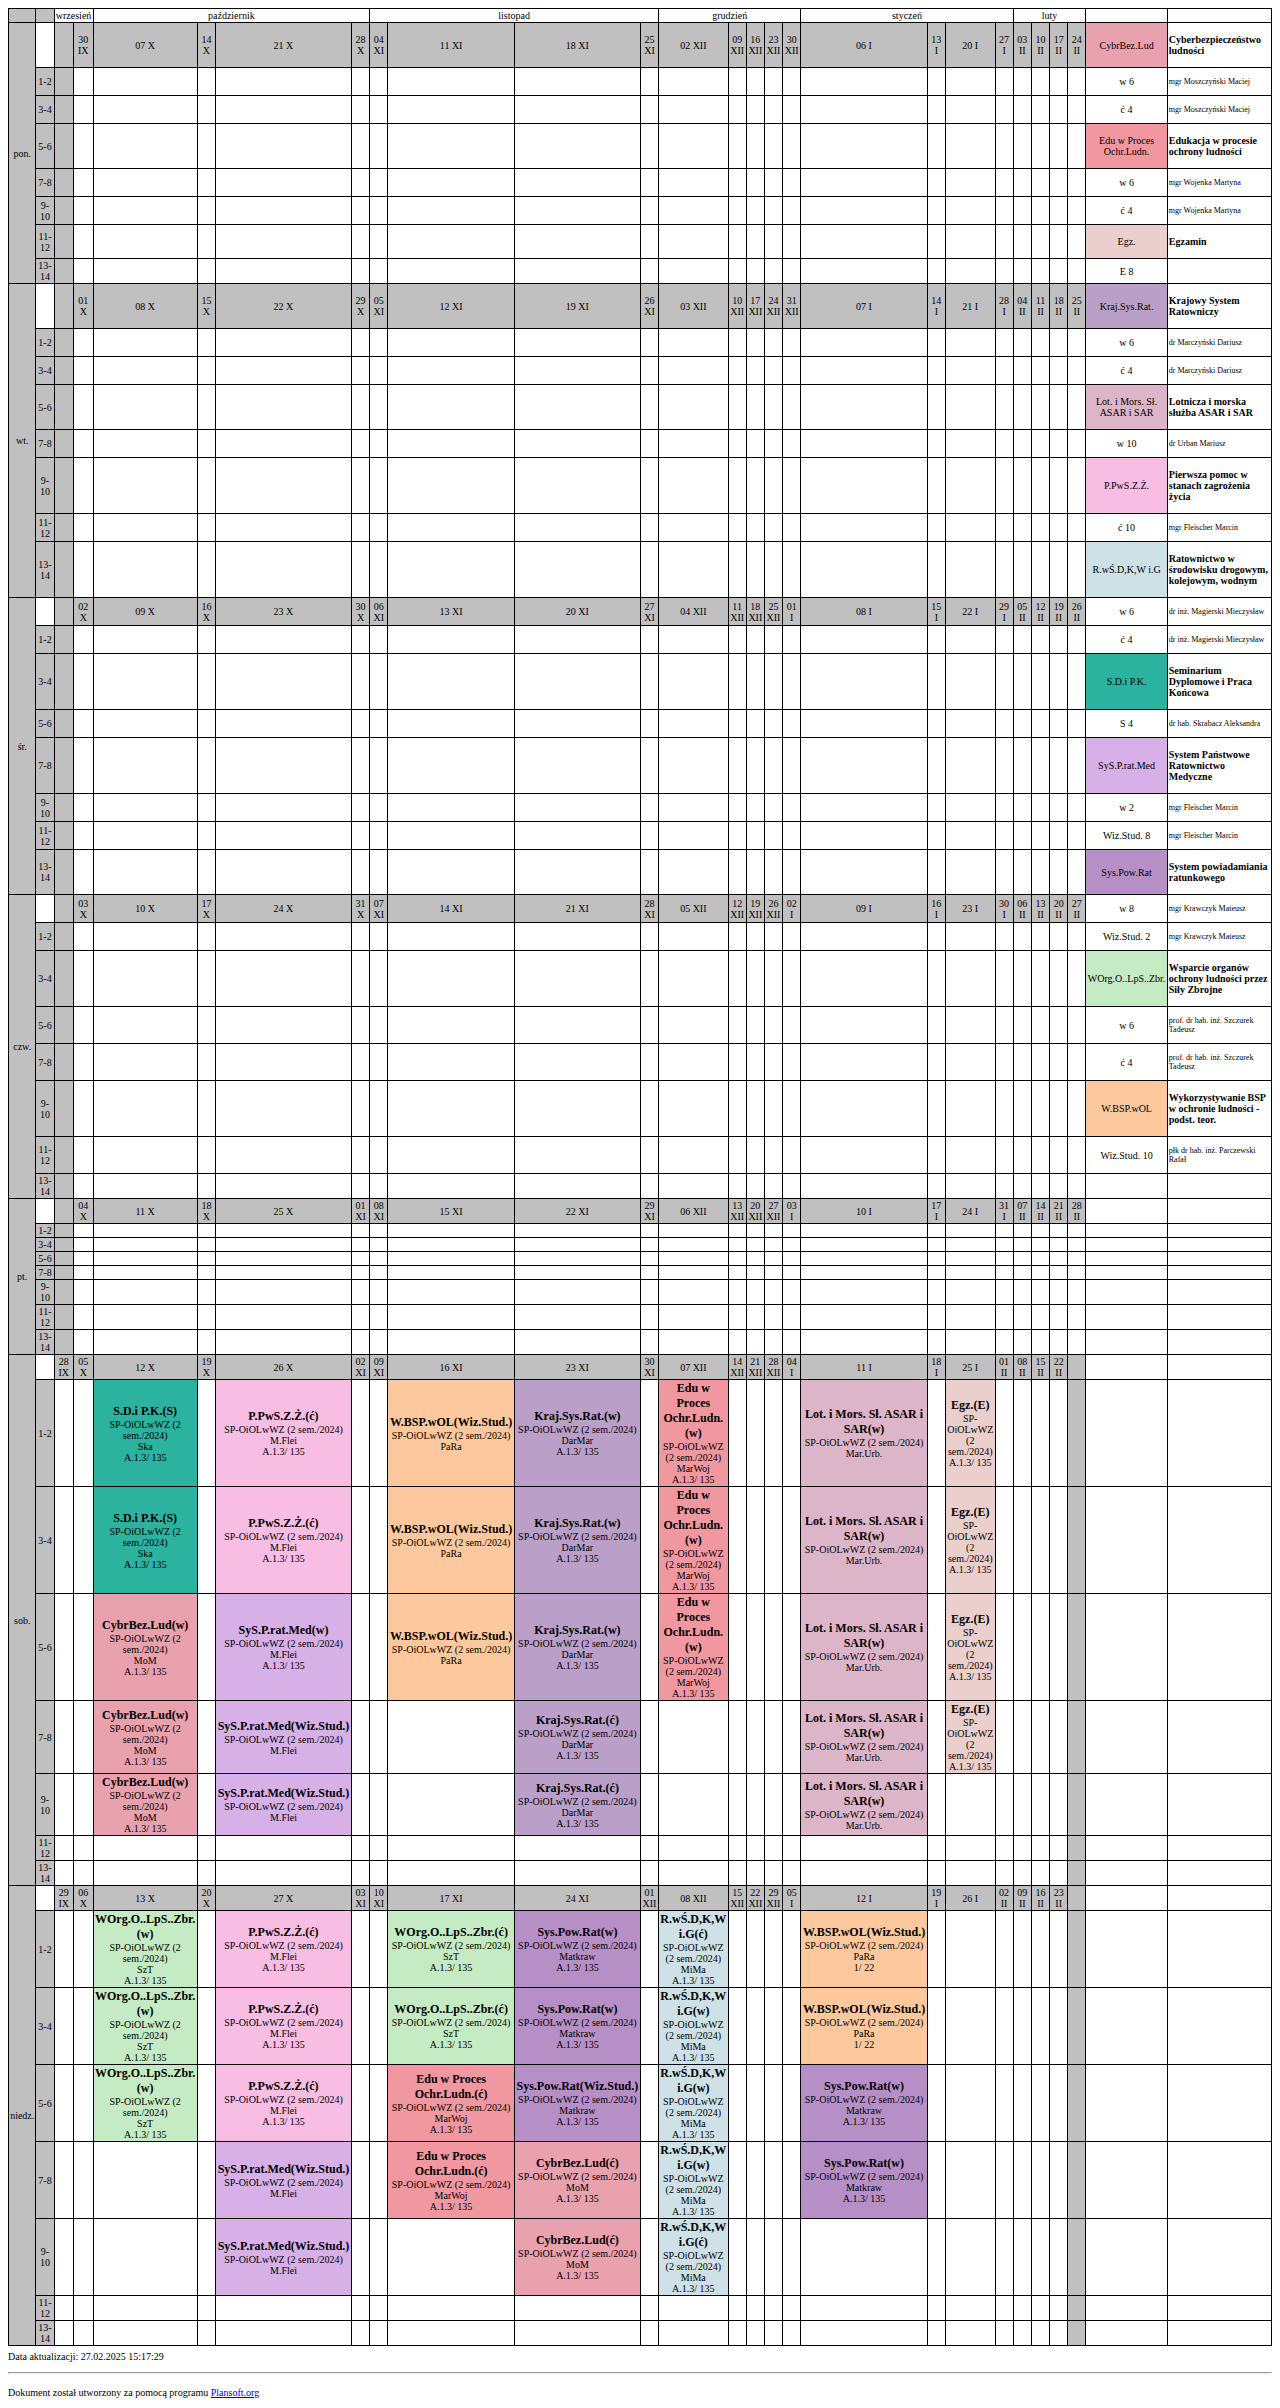 wrzesień październik listopad grudzień styczeń luty
pon. 30 IX 07 X 14 X 21 X 28 X 04 XI 11 XI 18 XI 25 XI 02 XII 09 XII 16 XII 23 XII 30 XII 06 I 13 I 20 I 27 I 03 II 10 II 17 II 24 II CybrBez.Lud Cyberbezpieczeństwo ludności
1-2 w 6 mgr Moszczyński Maciej
3-4 ć 4 mgr Moszczyński Maciej
5-6 Edu w Proces Ochr.Ludn. Edukacja w procesie ochrony ludności
7-8 w 6 mgr Wojenka Martyna
9-10 ć 4 mgr Wojenka Martyna
11-12 Egz. Egzamin
13-14 E 8
wt. 01 X 08 X 15 X 22 X 29 X 05 XI 12 XI 19 XI 26 XI 03 XII 10 XII 17 XII 24 XII 31 XII 07 I 14 I 21 I 28 I 04 II 11 II 18 II 25 II Kraj.Sys.Rat. Krajowy System Ratowniczy
1-2 w 6 dr Marczyński Dariusz
3-4 ć 4 dr Marczyński Dariusz
5-6 Lot. i Mors. Sł. ASAR i SAR Lotnicza i morska służba ASAR i SAR
7-8 w 10 dr Urban Mariusz
9-10 P.PwS.Z.Ż. Pierwsza pomoc w stanach zagrożenia życia
11-12 ć 10 mgr Fleischer Marcin
13-14 R.wŚ.D,K,W i.G Ratownictwo w środowisku drogowym, kolejowym, wodnym
śr. 02 X 09 X 16 X 23 X 30 X 06 XI 13 XI 20 XI 27 XI 04 XII 11 XII 18 XII 25 XII 01 I 08 I 15 I 22 I 29 I 05 II 12 II 19 II 26 II w 6 dr inż. Magierski Mieczysław
1-2 ć 4 dr inż. Magierski Mieczysław
3-4 S.D.i P.K. Seminarium Dyplomowe i Praca Końcowa
5-6 S 4 dr hab. Skrabacz Aleksandra
7-8 SyS.P.rat.Med System Państwowe Ratownictwo Medyczne
9-10 w 2 mgr Fleischer Marcin
11-12 Wiz.Stud. 8 mgr Fleischer Marcin
13-14 Sys.Pow.Rat System powiadamiania ratunkowego
czw. 03 X 10 X 17 X 24 X 31 X 07 XI 14 XI 21 XI 28 XI 05 XII 12 XII 19 XII 26 XII 02 I 09 I 16 I 23 I 30 I 06 II 13 II 20 II 27 II w 8 mgr Krawczyk Mateusz
1-2 Wiz.Stud. 2 mgr Krawczyk Mateusz
3-4 WOrg.O..LpS..Zbr. Wsparcie organów ochrony ludności przez Siły Zbrojne
5-6 w 6 prof. dr hab. inż. Szczurek Tadeusz
7-8 ć 4 prof. dr hab. inż. Szczurek Tadeusz
9-10 W.BSP.wOL Wykorzystywanie BSP w ochronie ludności - podst. teor.
11-12 Wiz.Stud. 10 płk dr hab. inż. Parczewski Rafał
13-14
pt. 04 X 11 X 18 X 25 X 01 XI 08 XI 15 XI 22 XI 29 XI 06 XII 13 XII 20 XII 27 XII 03 I 10 I 17 I 24 I 31 I 07 II 14 II 21 II 28 II
1-2
3-4
5-6
7-8
9-10
11-12
13-14
sob. 28 IX 05 X 12 X 19 X 26 X 02 XI 09 XI 16 XI 23 XI 30 XI 07 XII 14 XII 21 XII 28 XII 04 I 11 I 18 I 25 I 01 II 08 II 15 II 22 II
1-2 S.D.i P.K.(S) SP-OiOLwWZ (2 sem./2024) Ska A.1.3/ 135 P.PwS.Z.Ż.(ć) SP-OiOLwWZ (2 sem./2024) M.Flei A.1.3/ 135 W.BSP.wOL(Wiz.Stud.) SP-OiOLwWZ (2 sem./2024) PaRa Kraj.Sys.Rat.(w) SP-OiOLwWZ (2 sem./2024) DarMar A.1.3/ 135 Edu w Proces Ochr.Ludn.(w) SP-OiOLwWZ (2 sem./2024) MarWoj A.1.3/ 135 Lot. i Mors. Sł. ASAR i SAR(w) SP-OiOLwWZ (2 sem./2024) Mar.Urb. Egz.(E) SP-OiOLwWZ (2 sem./2024) A.1.3/ 135
3-4 S.D.i P.K.(S) SP-OiOLwWZ (2 sem./2024) Ska A.1.3/ 135 P.PwS.Z.Ż.(ć) SP-OiOLwWZ (2 sem./2024) M.Flei A.1.3/ 135 W.BSP.wOL(Wiz.Stud.) SP-OiOLwWZ (2 sem./2024) PaRa Kraj.Sys.Rat.(w) SP-OiOLwWZ (2 sem./2024) DarMar A.1.3/ 135 Edu w Proces Ochr.Ludn.(w) SP-OiOLwWZ (2 sem./2024) MarWoj A.1.3/ 135 Lot. i Mors. Sł. ASAR i SAR(w) SP-OiOLwWZ (2 sem./2024) Mar.Urb. Egz.(E) SP-OiOLwWZ (2 sem./2024) A.1.3/ 135
5-6 CybrBez.Lud(w) SP-OiOLwWZ (2 sem./2024) MoM A.1.3/ 135 SyS.P.rat.Med(w) SP-OiOLwWZ (2 sem./2024) M.Flei A.1.3/ 135 W.BSP.wOL(Wiz.Stud.) SP-OiOLwWZ (2 sem./2024) PaRa Kraj.Sys.Rat.(w) SP-OiOLwWZ (2 sem./2024) DarMar A.1.3/ 135 Edu w Proces Ochr.Ludn.(w) SP-OiOLwWZ (2 sem./2024) MarWoj A.1.3/ 135 Lot. i Mors. Sł. ASAR i SAR(w) SP-OiOLwWZ (2 sem./2024) Mar.Urb. Egz.(E) SP-OiOLwWZ (2 sem./2024) A.1.3/ 135
7-8 CybrBez.Lud(w) SP-OiOLwWZ (2 sem./2024) MoM A.1.3/ 135 SyS.P.rat.Med(Wiz.Stud.) SP-OiOLwWZ (2 sem./2024) M.Flei Kraj.Sys.Rat.(ć) SP-OiOLwWZ (2 sem./2024) DarMar A.1.3/ 135 Lot. i Mors. Sł. ASAR i SAR(w) SP-OiOLwWZ (2 sem./2024) Mar.Urb. Egz.(E) SP-OiOLwWZ (2 sem./2024) A.1.3/ 135
9-10 CybrBez.Lud(w) SP-OiOLwWZ (2 sem./2024) MoM A.1.3/ 135 SyS.P.rat.Med(Wiz.Stud.) SP-OiOLwWZ (2 sem./2024) M.Flei Kraj.Sys.Rat.(ć) SP-OiOLwWZ (2 sem./2024) DarMar A.1.3/ 135 Lot. i Mors. Sł. ASAR i SAR(w) SP-OiOLwWZ (2 sem./2024) Mar.Urb.
11-12
13-14
niedz. 29 IX 06 X 13 X 20 X 27 X 03 XI 10 XI 17 XI 24 XI 01 XII 08 XII 15 XII 22 XII 29 XII 05 I 12 I 19 I 26 I 02 II 09 II 16 II 23 II
1-2 WOrg.O..LpS..Zbr.(w) SP-OiOLwWZ (2 sem./2024) SzT A.1.3/ 135 P.PwS.Z.Ż.(ć) SP-OiOLwWZ (2 sem./2024) M.Flei A.1.3/ 135 WOrg.O..LpS..Zbr.(ć) SP-OiOLwWZ (2 sem./2024) SzT A.1.3/ 135 Sys.Pow.Rat(w) SP-OiOLwWZ (2 sem./2024) Matkraw A.1.3/ 135 R.wŚ.D,K,W i.G(ć) SP-OiOLwWZ (2 sem./2024) MiMa A.1.3/ 135 W.BSP.wOL(Wiz.Stud.) SP-OiOLwWZ (2 sem./2024) PaRa 1/ 22
3-4 WOrg.O..LpS..Zbr.(w) SP-OiOLwWZ (2 sem./2024) SzT A.1.3/ 135 P.PwS.Z.Ż.(ć) SP-OiOLwWZ (2 sem./2024) M.Flei A.1.3/ 135 WOrg.O..LpS..Zbr.(ć) SP-OiOLwWZ (2 sem./2024) SzT A.1.3/ 135 Sys.Pow.Rat(w) SP-OiOLwWZ (2 sem./2024) Matkraw A.1.3/ 135 R.wŚ.D,K,W i.G(w) SP-OiOLwWZ (2 sem./2024) MiMa A.1.3/ 135 W.BSP.wOL(Wiz.Stud.) SP-OiOLwWZ (2 sem./2024) PaRa 1/ 22
5-6 WOrg.O..LpS..Zbr.(w) SP-OiOLwWZ (2 sem./2024) SzT A.1.3/ 135 P.PwS.Z.Ż.(ć) SP-OiOLwWZ (2 sem./2024) M.Flei A.1.3/ 135 Edu w Proces Ochr.Ludn.(ć) SP-OiOLwWZ (2 sem./2024) MarWoj A.1.3/ 135 Sys.Pow.Rat(Wiz.Stud.) SP-OiOLwWZ (2 sem./2024) Matkraw A.1.3/ 135 R.wŚ.D,K,W i.G(w) SP-OiOLwWZ (2 sem./2024) MiMa A.1.3/ 135 Sys.Pow.Rat(w) SP-OiOLwWZ (2 sem./2024) Matkraw A.1.3/ 135
7-8 SyS.P.rat.Med(Wiz.Stud.) SP-OiOLwWZ (2 sem./2024) M.Flei Edu w Proces Ochr.Ludn.(ć) SP-OiOLwWZ (2 sem./2024) MarWoj A.1.3/ 135 CybrBez.Lud(ć) SP-OiOLwWZ (2 sem./2024) MoM A.1.3/ 135 R.wŚ.D,K,W i.G(w) SP-OiOLwWZ (2 sem./2024) MiMa A.1.3/ 135 Sys.Pow.Rat(w) SP-OiOLwWZ (2 sem./2024) Matkraw A.1.3/ 135
9-10 SyS.P.rat.Med(Wiz.Stud.) SP-OiOLwWZ (2 sem./2024) M.Flei CybrBez.Lud(ć) SP-OiOLwWZ (2 sem./2024) MoM A.1.3/ 135 R.wŚ.D,K,W i.G(ć) SP-OiOLwWZ (2 sem./2024) MiMa A.1.3/ 135
11-12
13-14
Data aktualizacji: 27.02.2025 15:17:29
Dokument został utworzony za pomocą programu Plansoft.org